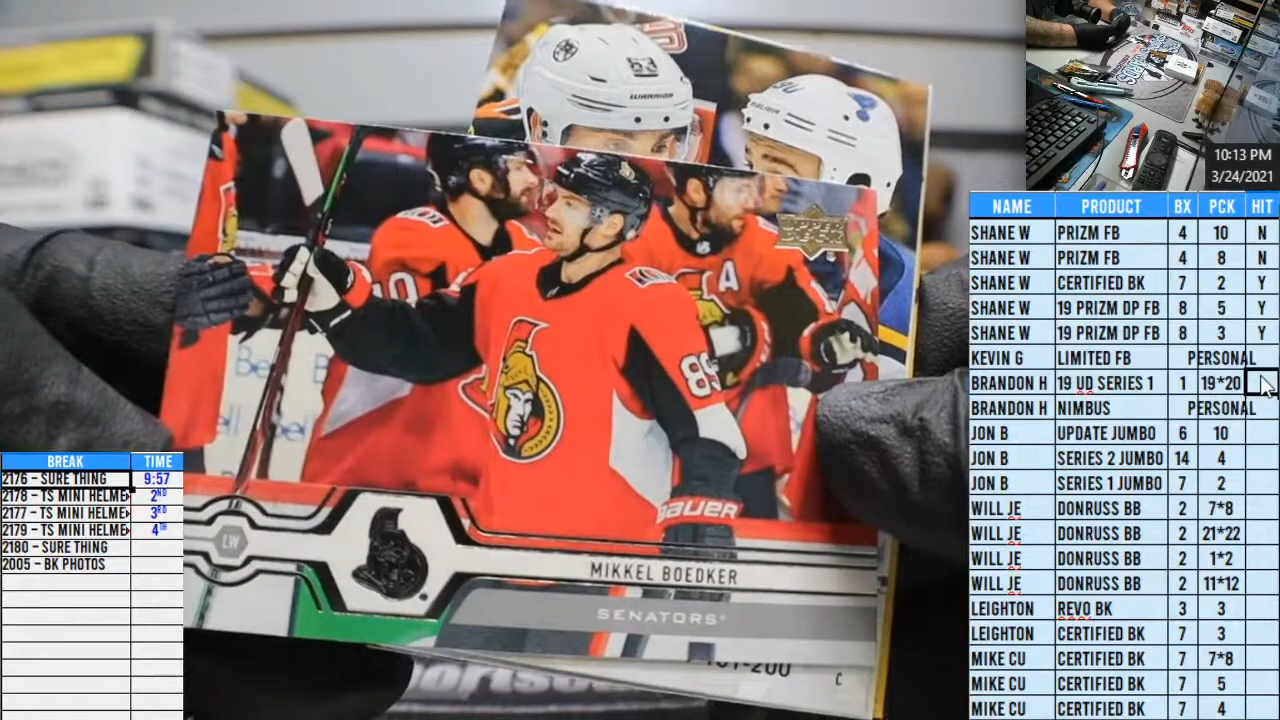 63
WARRIOR
BAUER
UPPER DECK
A
89
Bell
Bell
BAUER
LW
MIKKEL BOEDKER
SENATORS
C
10:13 PM
3/24/2021
NAME PRODUCT BX PCK HIT
SHANE W PRIZM FB 4 10 N
SHANE W PRIZM FB 4 8 N
SHANE W CERTIFIED BK 7 2 Y
SHANE W 19 PRIZM DP FB 8 5 Y
SHANE W 19 PRIZM DP FB 8 3 Y
KEVIN G LIMITED FB PERSONAL
BRANDON H 19 UD SERIES 1 1 19*20
BRANDON H NIMBUS PERSONAL
JON B UPDATE JUMBO 6 10
JON B SERIES 2 JUMBO 14 4
JON B SERIES 1 JUMBO 7 2
WILL JE DONRUSS BB 2 7*8
WILL JE DONRUSS BB 2 21*22
WILL JE DONRUSS BB 2 1*2
WILL JE DONRUSS BB 2 11*12
LEIGHTON REVO BK 3 3
LEIGHTON CERTIFIED BK 7 3
MIKE CU CERTIFIED BK 7 7*8
MIKE CU CERTIFIED BK 7 5
MIKE CU CERTIFIED BK 7 4
BREAK TIME
2176 – SURE THING 9:57
2178 – TS MINI HELME 2ND
2177 – TS MINI HELME 3RD
2179 – TS MINI HELME 4TH
2180 – SURE THING
2005 – BK PHOTOS